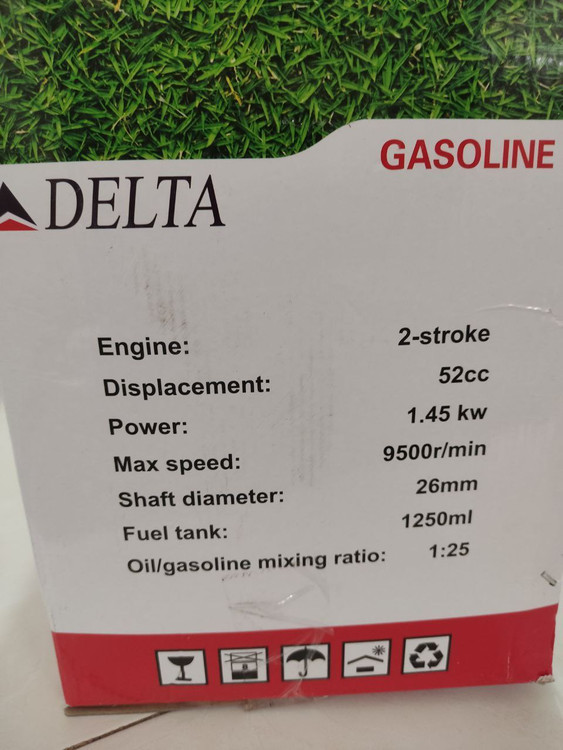 GASOLINE
DELTA
Engine: 2-stroke
Displacement: 52cc
Power: 1.45 kw
Max speed: 9500r/min
Shaft diameter: 26mm
Fuel tank: 1250ml
Oil/gasoline mixing ratio: 1:25